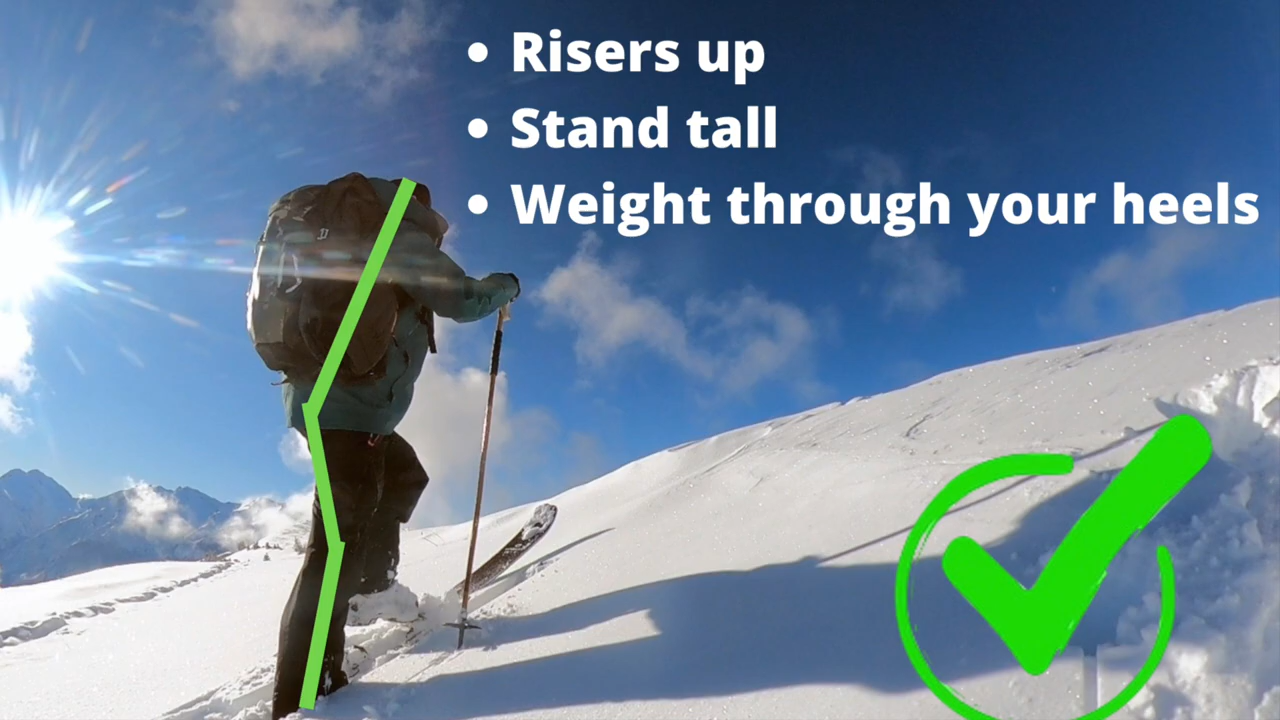 • Risers up
• Stand tall
• Weight through your heels